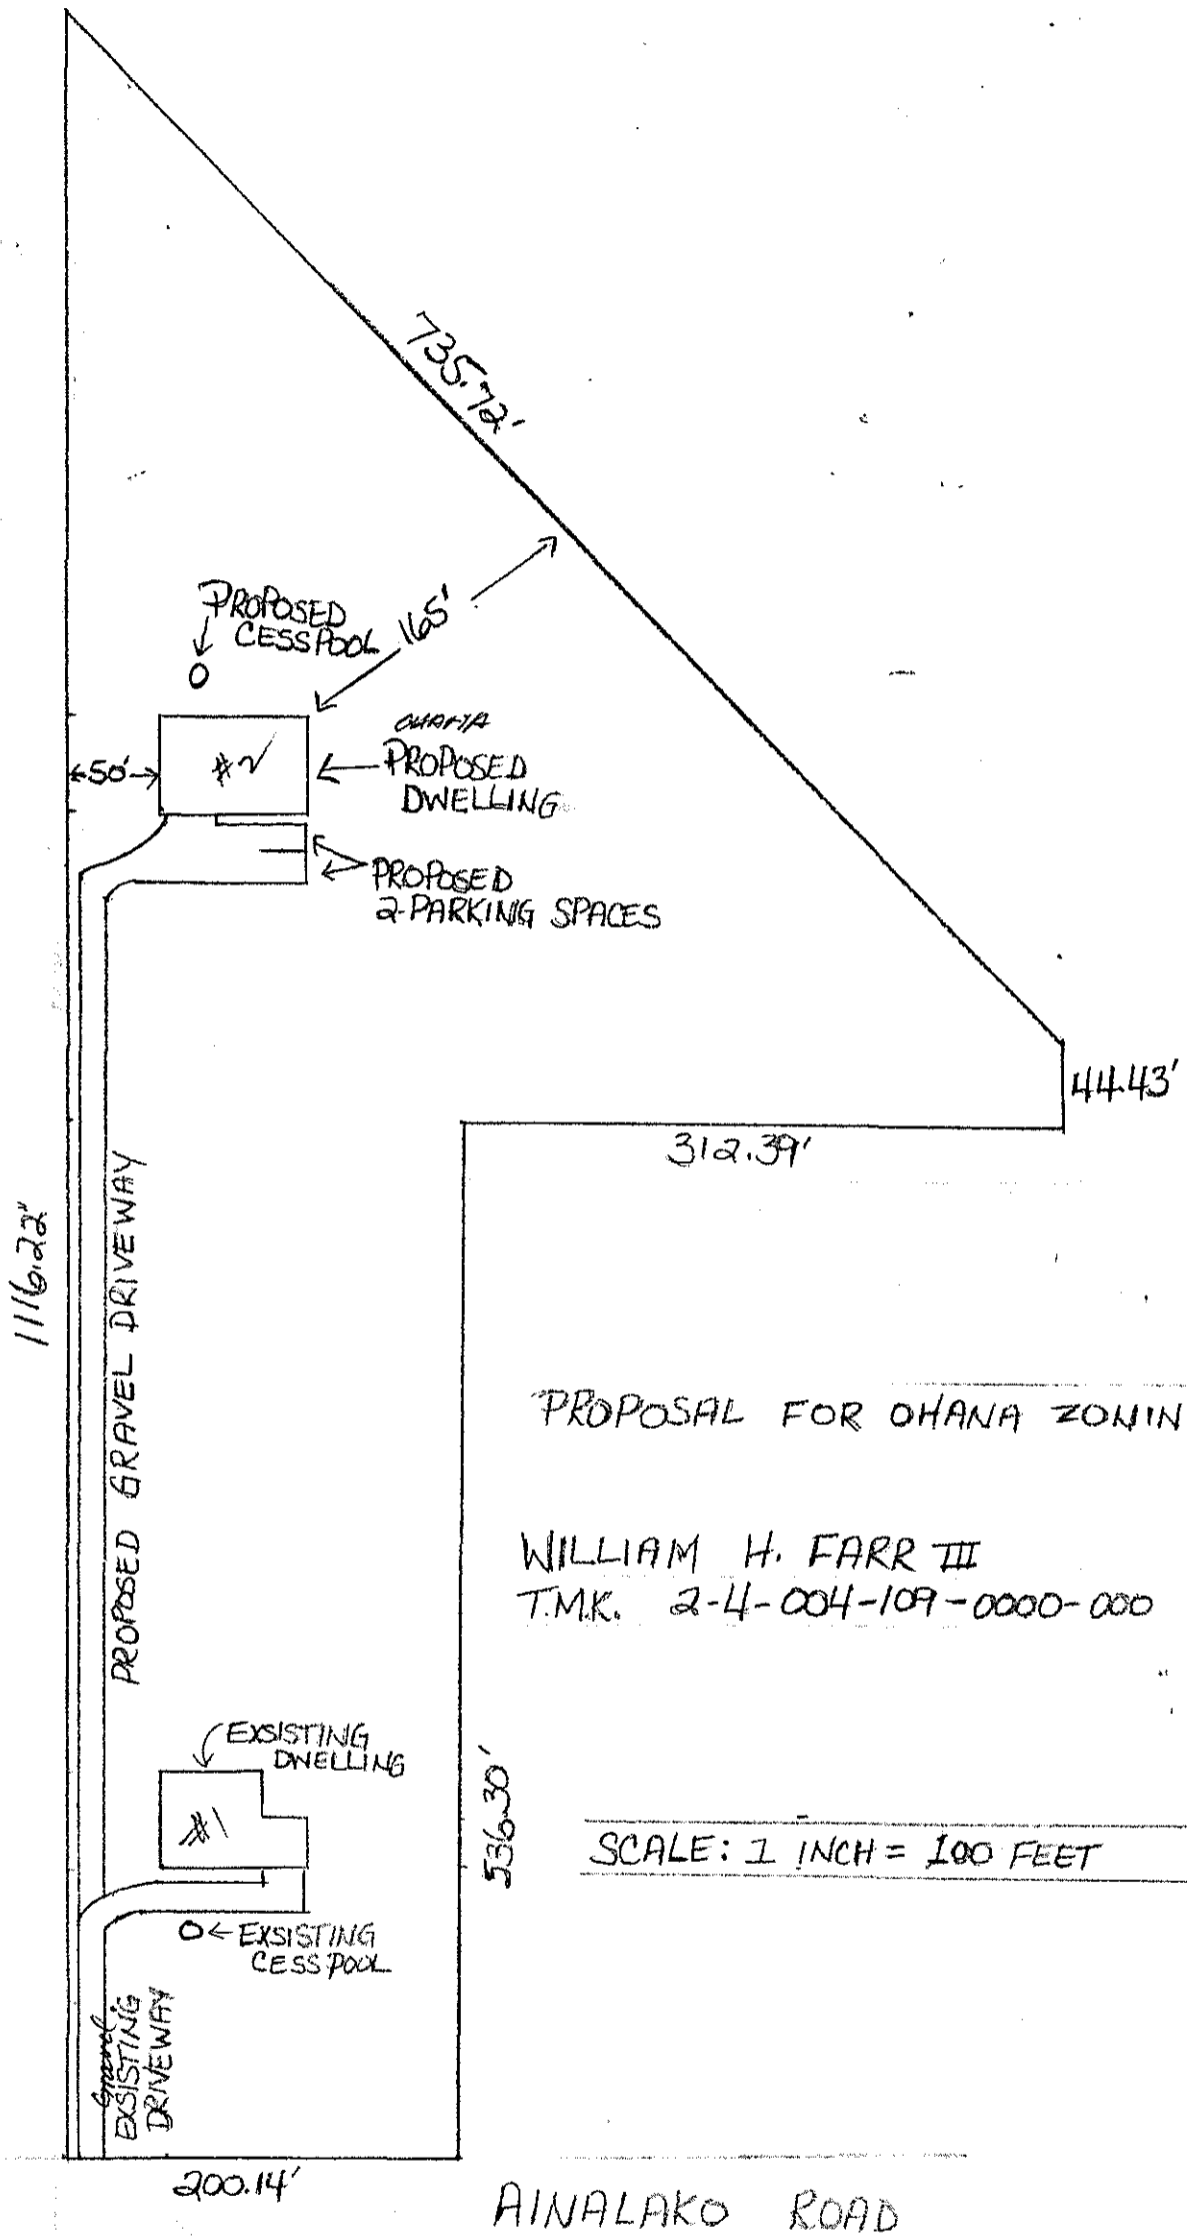 735.72'
PROPOSED
CESSPOOL
165'
OHANA
PROPOSED
DWELLING
#2
50'
PROPOSED
2-PARKING SPACES
44.43'
312.39'
1116.22"
PROPOSED GRAVEL DRIVEWAY
PROPOSAL FOR OHANA ZONIN
WILLIAM H. FARR III
T.M.K. 2-4-004-109-0000-000
EXSISTING
DWELLING
#1
536.30'
SCALE: 1 INCH = 100 FEET
EXSISTING
CESSPOOL
Gravel
EXSISTING
DRIVEWAY
200.14'
AINALAKO ROAD